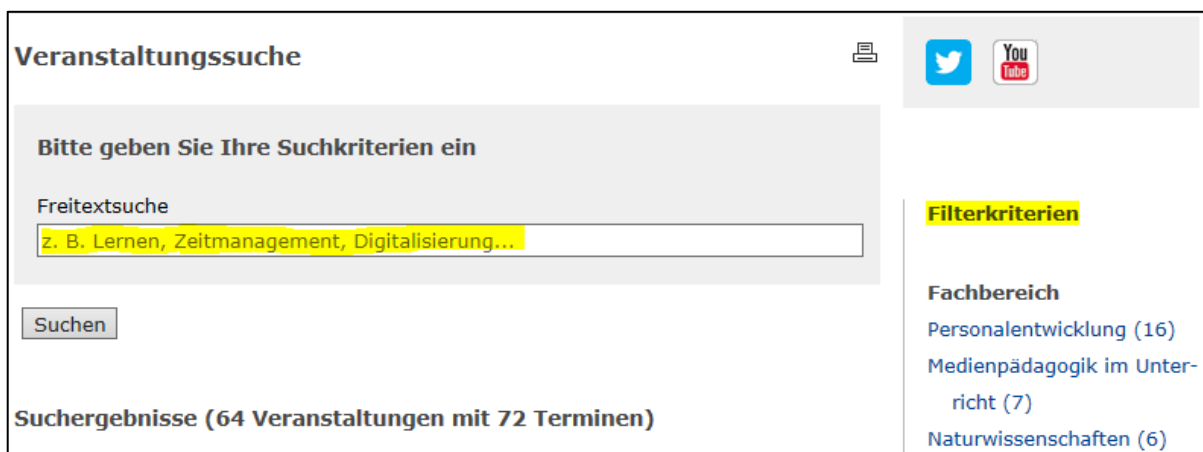 Veranstaltungssuche
Bitte geben Sie Ihre Suchkriterien ein
Freitextsuche
z. B. Lernen, Zeitmanagement, Digitalisierung...
Suchen
Suchergebnisse (64 Veranstaltungen mit 72 Terminen)
You
Tube
Filterkriterien
Fachbereich
Personalentwicklung (16)
Medienpädagogik im Unter-
richt (7)
Naturwissenschaften (6)